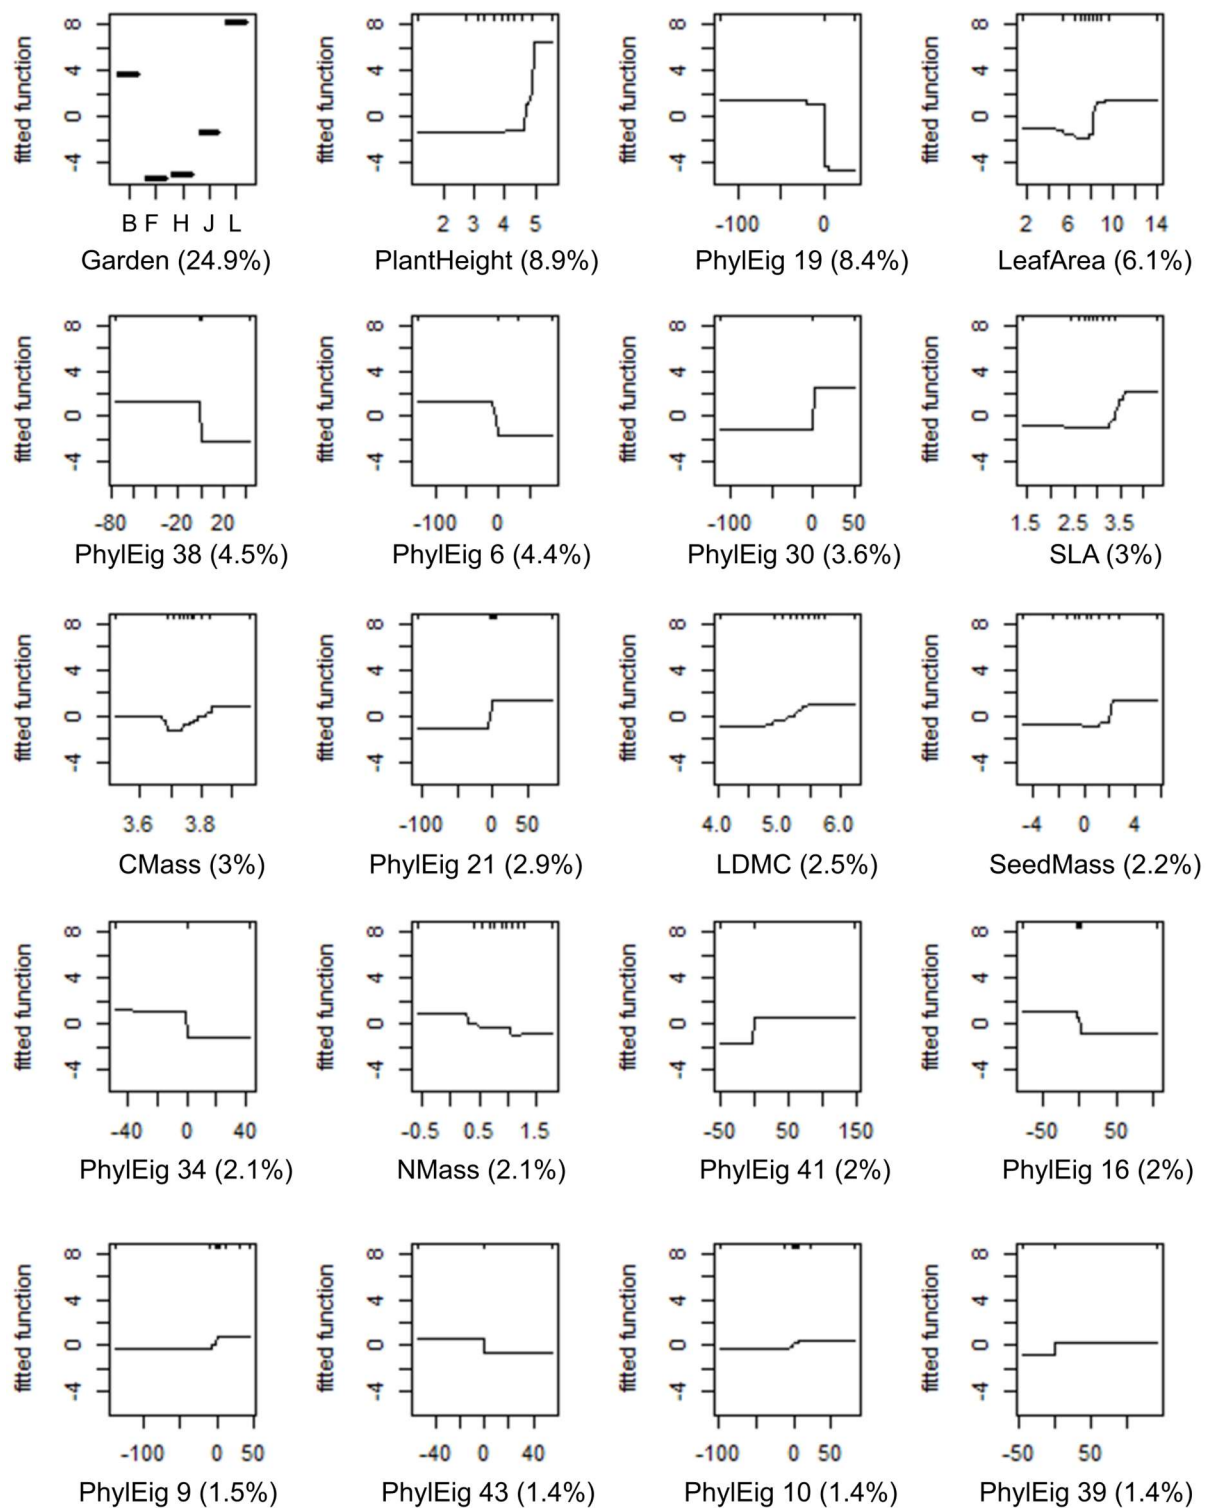 fitted function
8
4
0
-4
B F H J L
Garden (24.9%)
fitted function
8
4
0
-4
2 3 4 5
PlantHeight (8.9%)
fitted function
8
4
0
-4
-100 0
PhylEig 19 (8.4%)
fitted function
8
4
0
-4
2 6 10 14
LeafArea (6.1%)
fitted function
8
4
0
-4
-80 -20 20
PhylEig 38 (4.5%)
fitted function
8
4
0
-4
-100 0
PhylEig 6 (4.4%)
fitted function
8
4
0
-4
-100 0 50
PhylEig 30 (3.6%)
fitted function
8
4
0
-4
1.5 2.5 3.5
SLA (3%)
fitted function
8
4
0
-4
3.6 3.8
CMass (3%)
fitted function
8
4
0
-4
-100 0 50
PhylEig 21 (2.9%)
fitted function
8
4
0
-4
4.0 5.0 6.0
LDMC (2.5%)
fitted function
8
4
0
-4
-4 0 4
SeedMass (2.2%)
fitted function
8
4
0
-4
-40 0 40
PhylEig 34 (2.1%)
fitted function
8
4
0
-4
-0.5 0.5 1.5
NMass (2.1%)
fitted function
8
4
0
-4
-50 50 150
PhylEig 41 (2%)
fitted function
8
4
0
-4
-50 50
PhylEig 16 (2%)
fitted function
8
4
0
-4
-100 0 50
PhylEig 9 (1.5%)
fitted function
8
4
0
-4
-40 0 40
PhylEig 43 (1.4%)
fitted function
8
4
0
-4
-100 0 50
PhylEig 10 (1.4%)
fitted function
8
4
0
-4
-50 50
PhylEig 39 (1.4%)